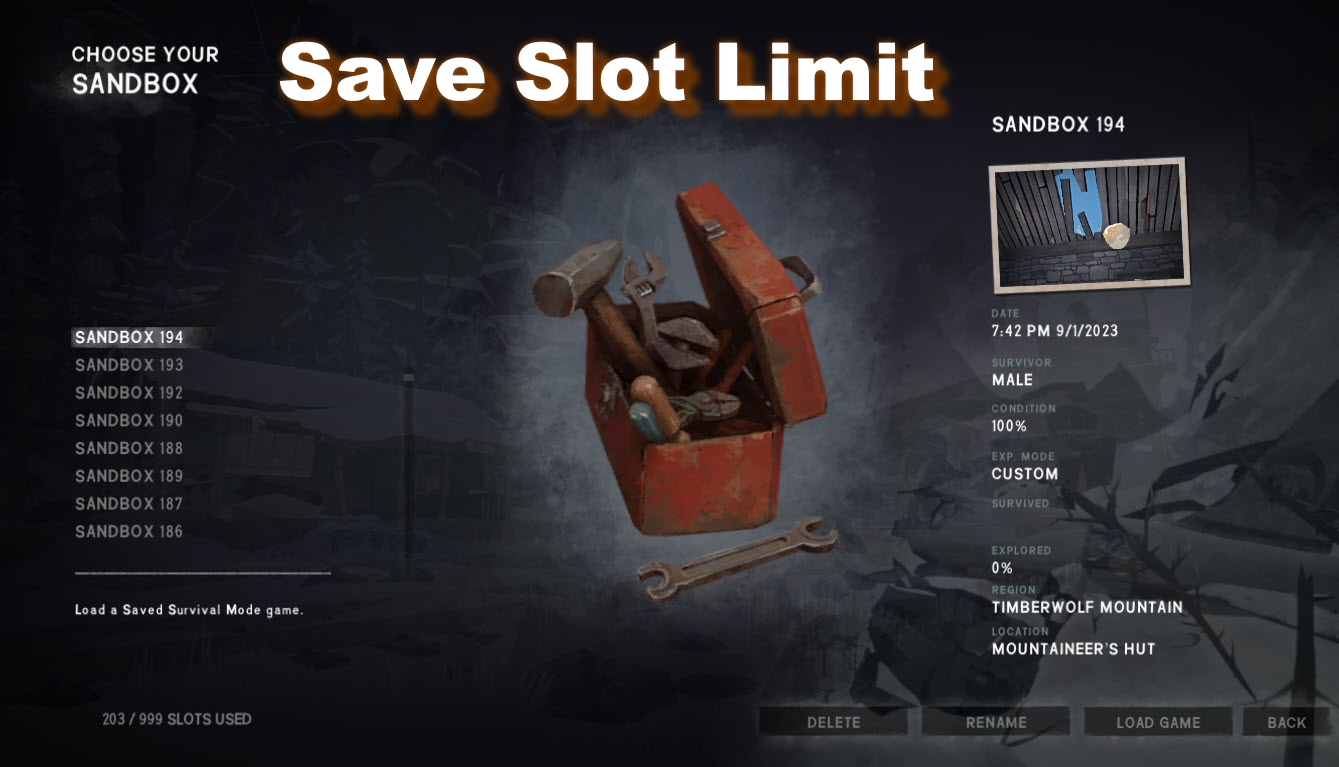 CHOOSE YOUR
SANDBOX
Save Slot Limit
SANDBOX 194
SANDBOX 193
SANDBOX 192
SANDBOX 190
SANDBOX 188
SANDBOX 189
SANDBOX 187
SANDBOX 186
Load a Saved Survival Mode game.
203 / 999 SLOTS USED
SANDBOX 194
DATE
7:42 PM 9/1/2023
SURVIVOR
MALE
CONDITION
100%
EXP. MODE
CUSTOM
SURVIVED
EXPLORED
0%
REGION
TIMBERWOLF MOUNTAIN
LOCATION
MOUNTAINEER'S HUT
DELETE RENAME LOAD GAME BACK